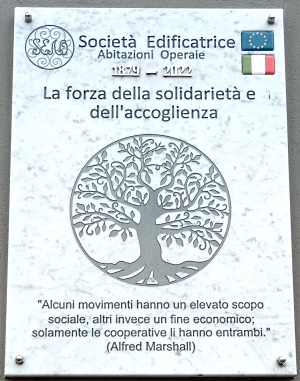 Società Edificatrice
Abitazioni Operaie
1879 — 2022
La forza della solidarietà e
dell'accoglienza
"Alcuni movimenti hanno un elevato scopo
sociale, altri invece un fine economico;
solamente le cooperative li hanno entrambi."
(Alfred Marshall)